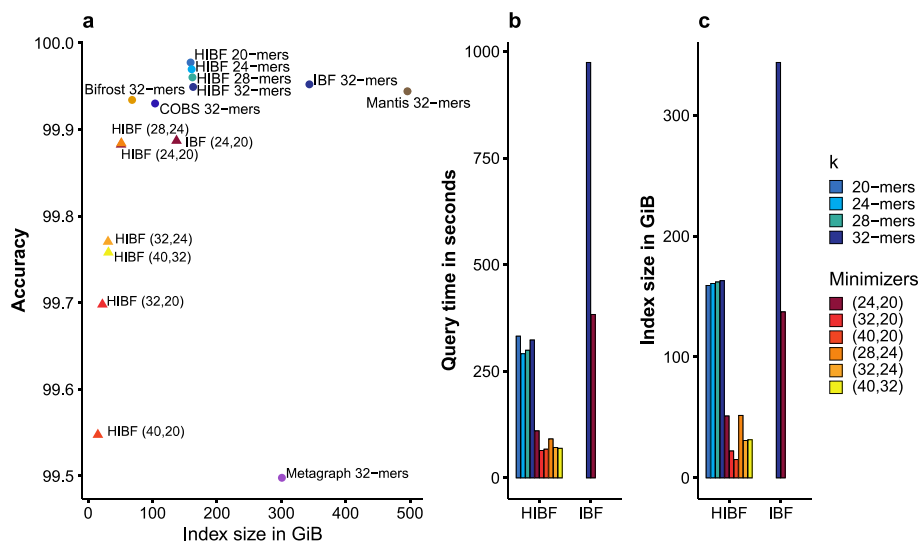 a
100.0
99.9
99.8
99.7
99.6
99.5
Accuracy
HIBF 20−mers
HIBF 24−mers
HIBF 28−mers
HIBF 32−mers
IBF 32−mers
Mantis 32−mers
Bifrost 32−mers
COBS 32−mers
HIBF (28,24)
HIBF (24,20)
IBF (24,20)
HIBF (32,24)
HIBF (40,32)
HIBF (32,20)
HIBF (40,20)
Metagraph 32−mers
0
100
200
300
400
500
Index size in GiB
b
1000
750
500
250
0
Query time in seconds
HIBF
IBF
c
300
200
100
0
Index size in GiB
HIBF
IBF
k
20−mers
24−mers
28−mers
32−mers
Minimizers
(24,20)
(32,20)
(40,20)
(28,24)
(32,24)
(40,32)